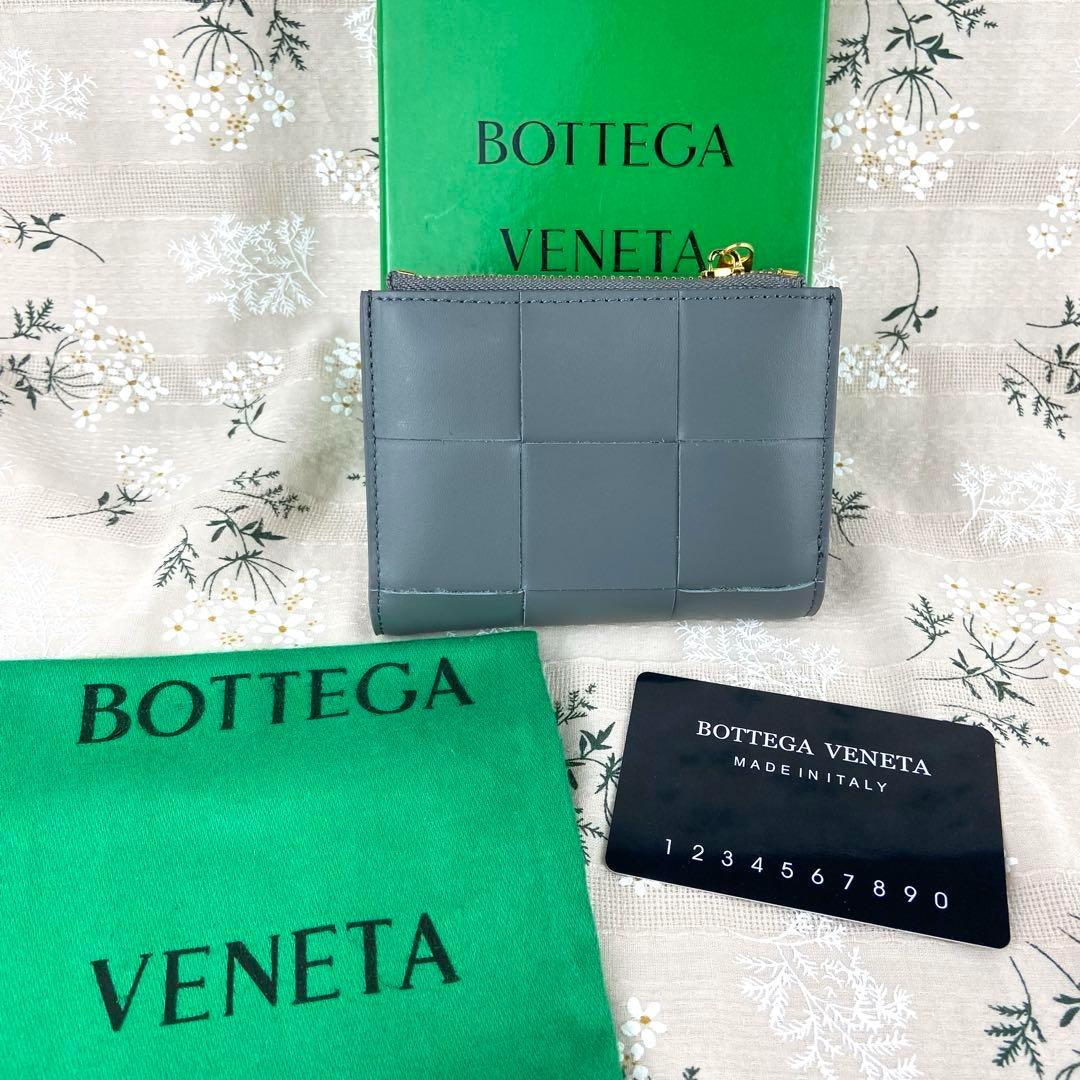 BOTTEGA
VENETA
BOTTEGA
VENETA
BOTTEGA VENETA
MADE IN ITALY
1 2 3 4 5 6 7 8 9 0